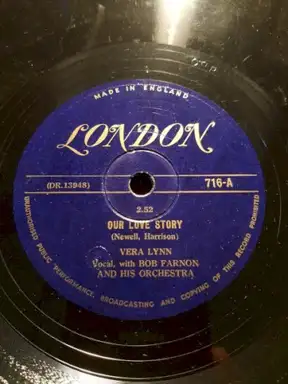 MADE IN ENGLAND
LONDON
(DR.13948)
716-A
2.52
OUR LOVE STORY
(Newell, Harrison)
VERA LYNN
Vocal, with BOB FARNON
AND HIS ORCHESTRA
UNAUTHORISED PUBLIC PERFORMANCE, BROADCASTING AND COPYING OF THIS RECORD PROHIBITED